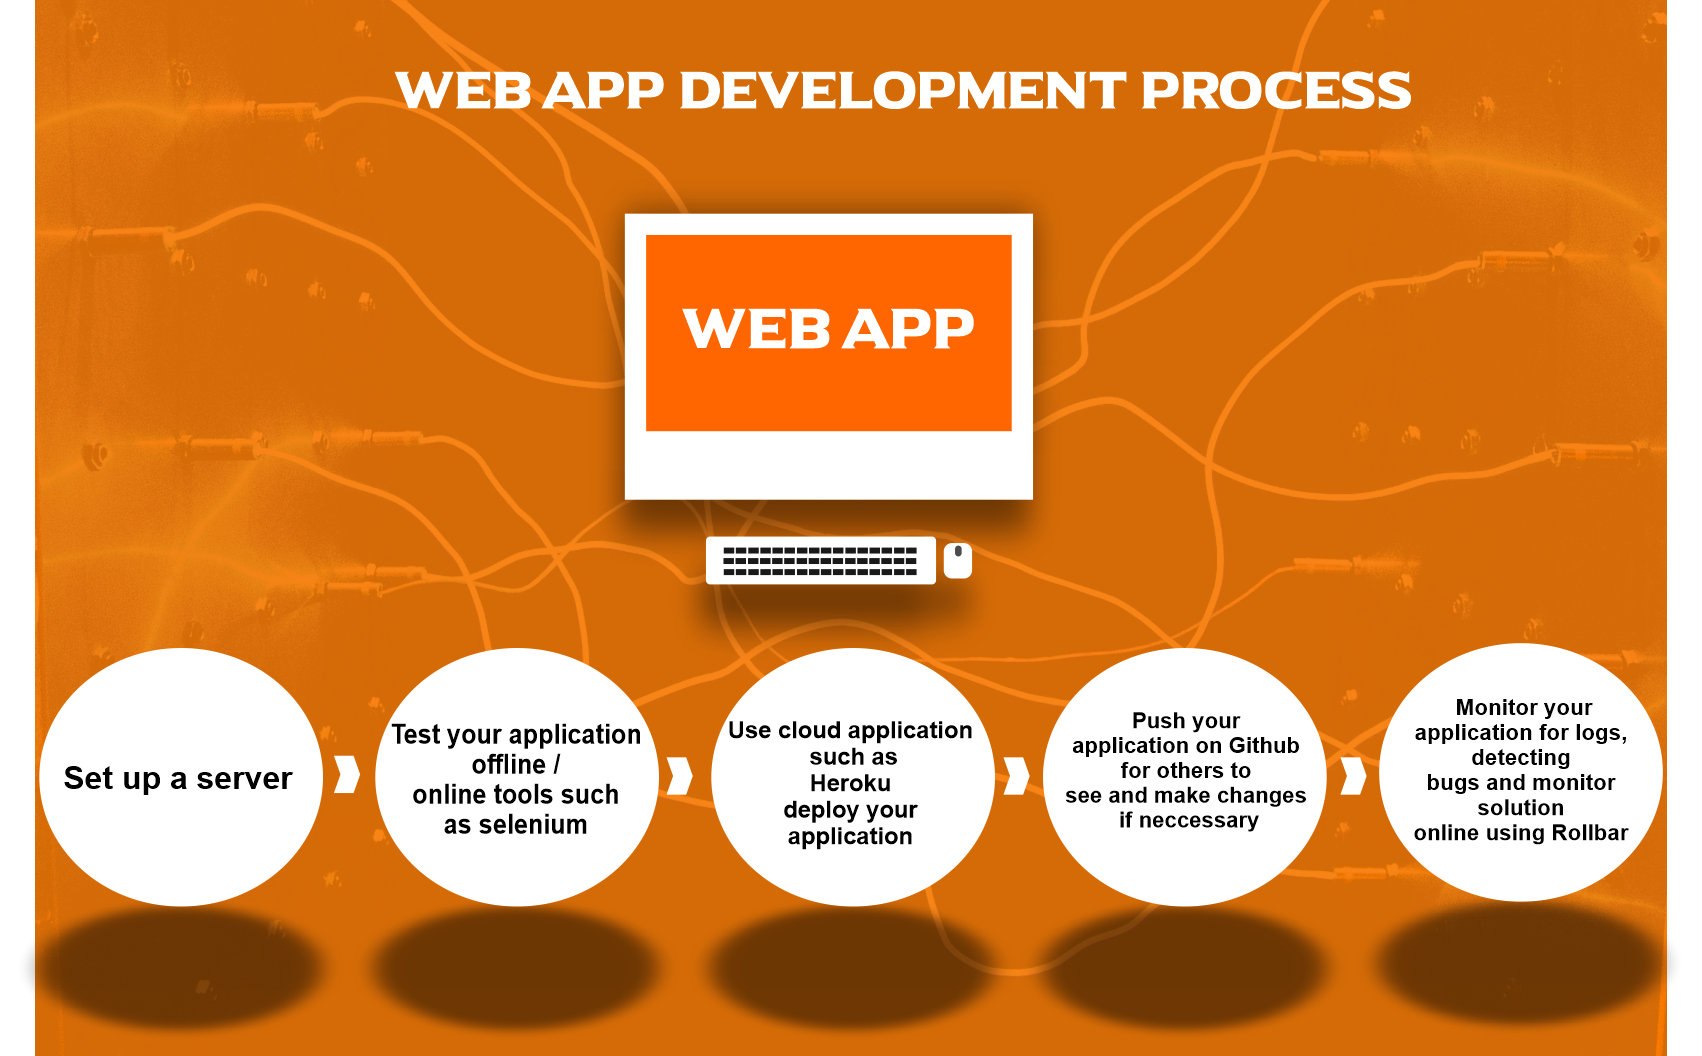 WEB APP DEVELOPMENT PROCESS
WEB APP
Set up a server
Test your application
offline /
online tools such
as selenium
Use cloud application
such as
Heroku
deploy your
application
Push your
application on Github
for others to
see and make changes
if neccessary
Monitor your
application for logs,
detecting
bugs and monitor
solution
online using Rollbar